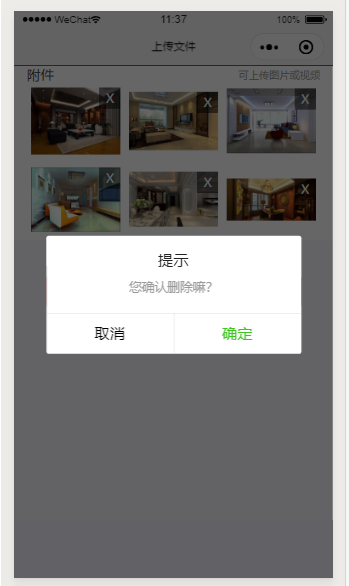 WeChat 11:37 100%
上传文件
附件 可上传图片或视频
X X X
X X X
提示
您确认删除嘛?
取消 确定